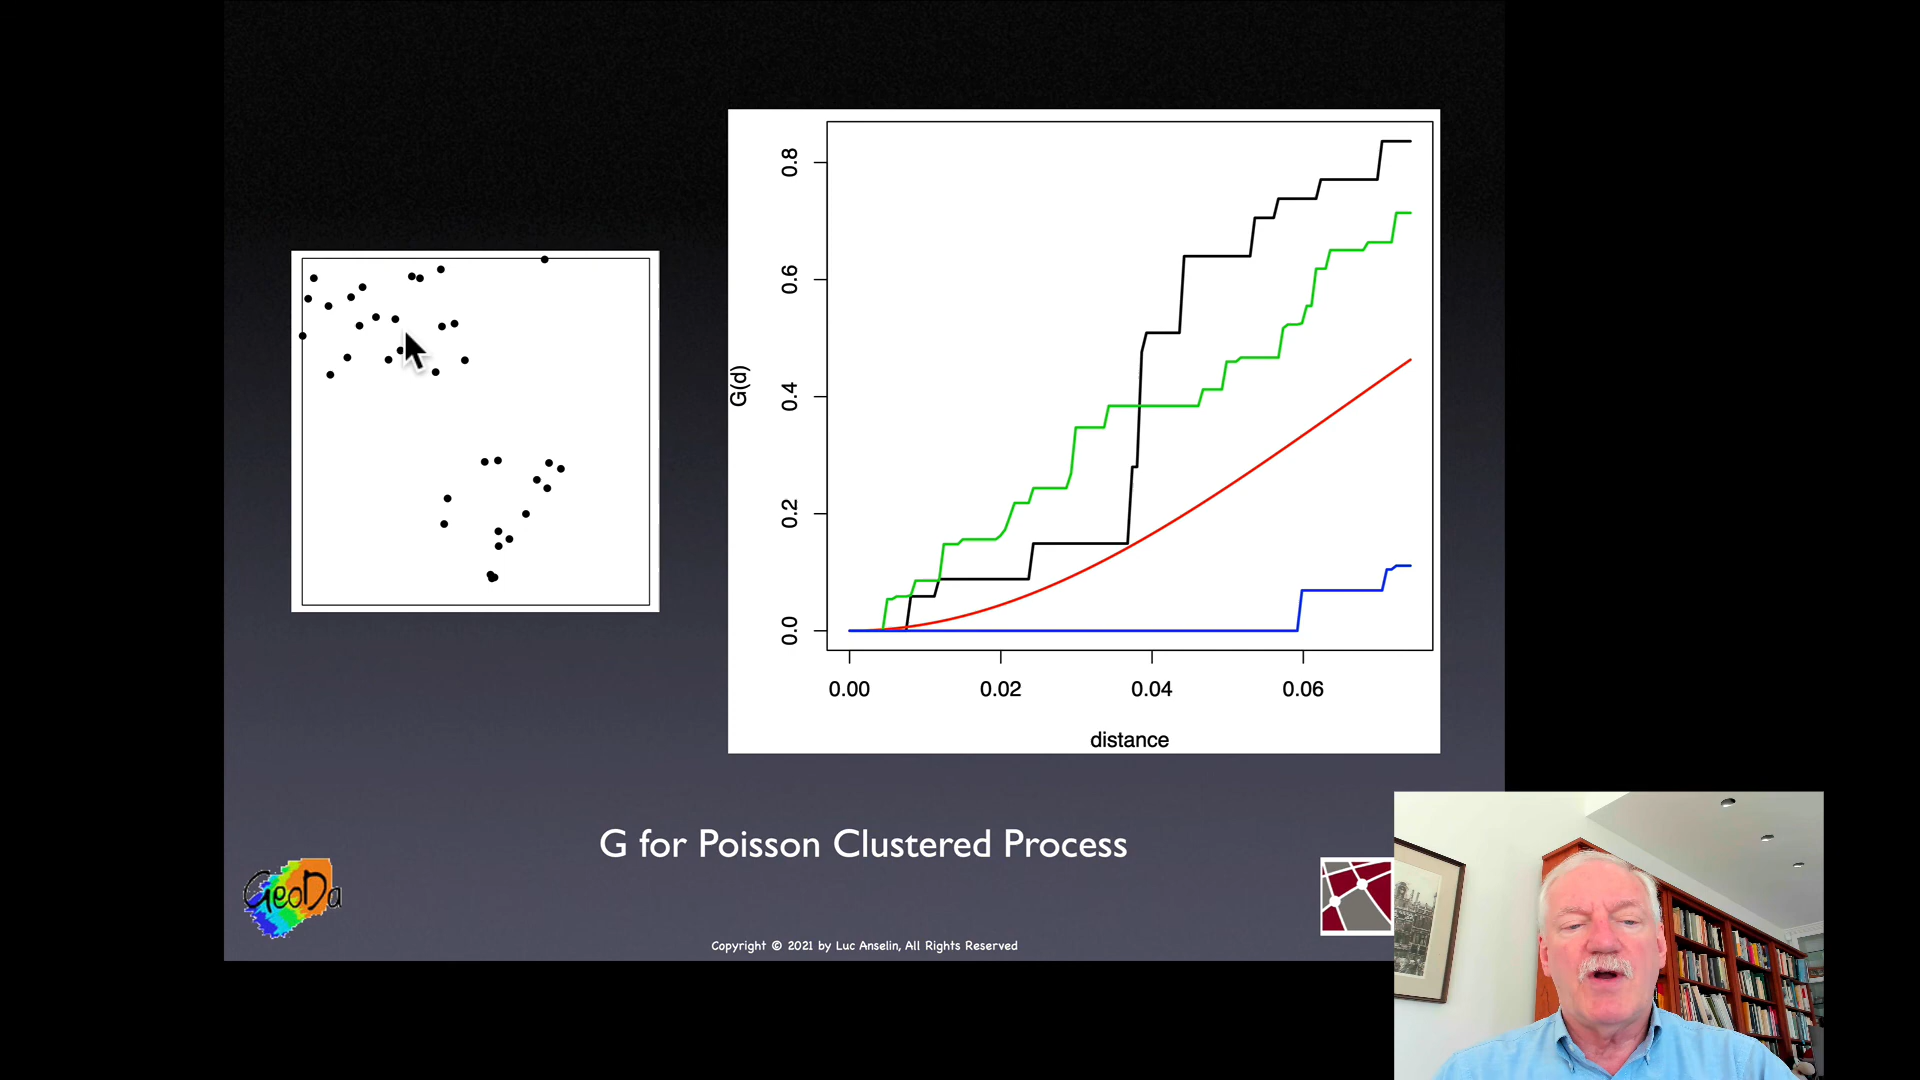 0.8
0.6
0.4
0.2
0.0
G(d)
0.00 0.02 0.04 0.06
distance
G for Poisson Clustered Process
GeoDa
Copyright © 2021 by Luc Anselin, All Rights Reserved